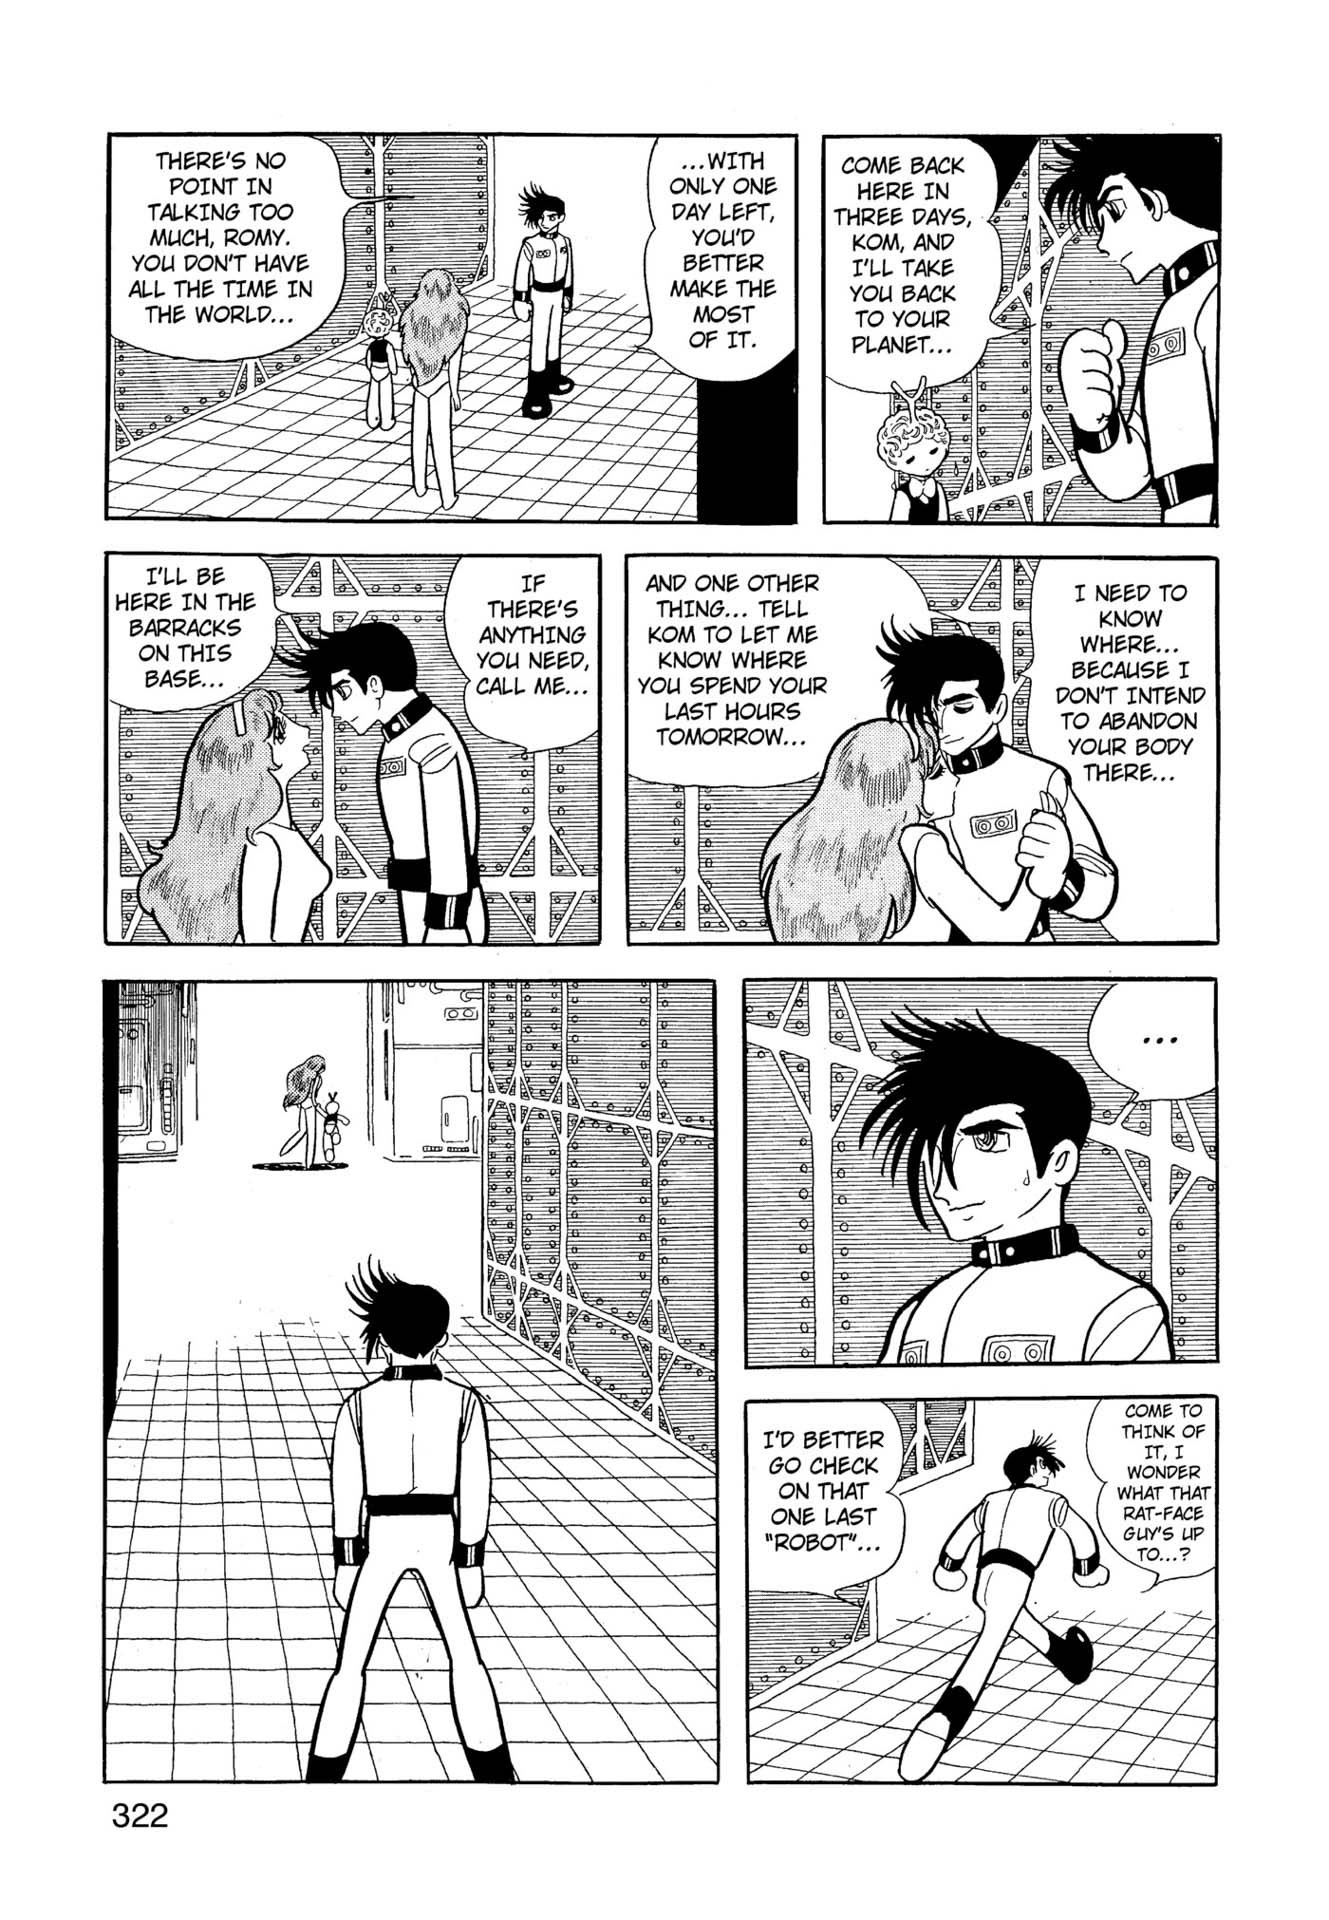 THERE'S NO
POINT IN
TALKING TOO
MUCH, ROMY.
YOU DON'T HAVE
ALL THE TIME IN
THE WORLD...
...WITH
ONLY ONE
DAY LEFT,
YOU'D
BETTER
MAKE THE
MOST
OF IT.
COME BACK
HERE IN
THREE DAYS,
KOM, AND
I'LL TAKE
YOU BACK
TO YOUR
PLANET...
I'LL BE
HERE IN THE
BARRACKS
ON THIS
BASE...
IF
THERE'S
ANYTHING
YOU NEED,
CALL ME...
AND ONE OTHER
THING... TELL
KOM TO LET ME
KNOW WHERE
YOU SPEND YOUR
LAST HOURS
TOMORROW...
I NEED TO
KNOW
WHERE...
BECAUSE I
DON'T INTEND
TO ABANDON
YOUR BODY
THERE...
...
I'D BETTER
GO CHECK
ON THAT
ONE LAST
"ROBOT"...
COME TO
THINK OF
IT, I
WONDER
WHAT THAT
RAT-FACE
GUY'S UP
TO...?
322